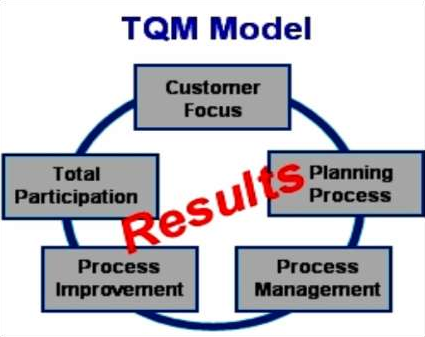 TQM Model
Customer
Focus
Total
Participation
Planning
Process
Results
Process
Improvement
Process
Management